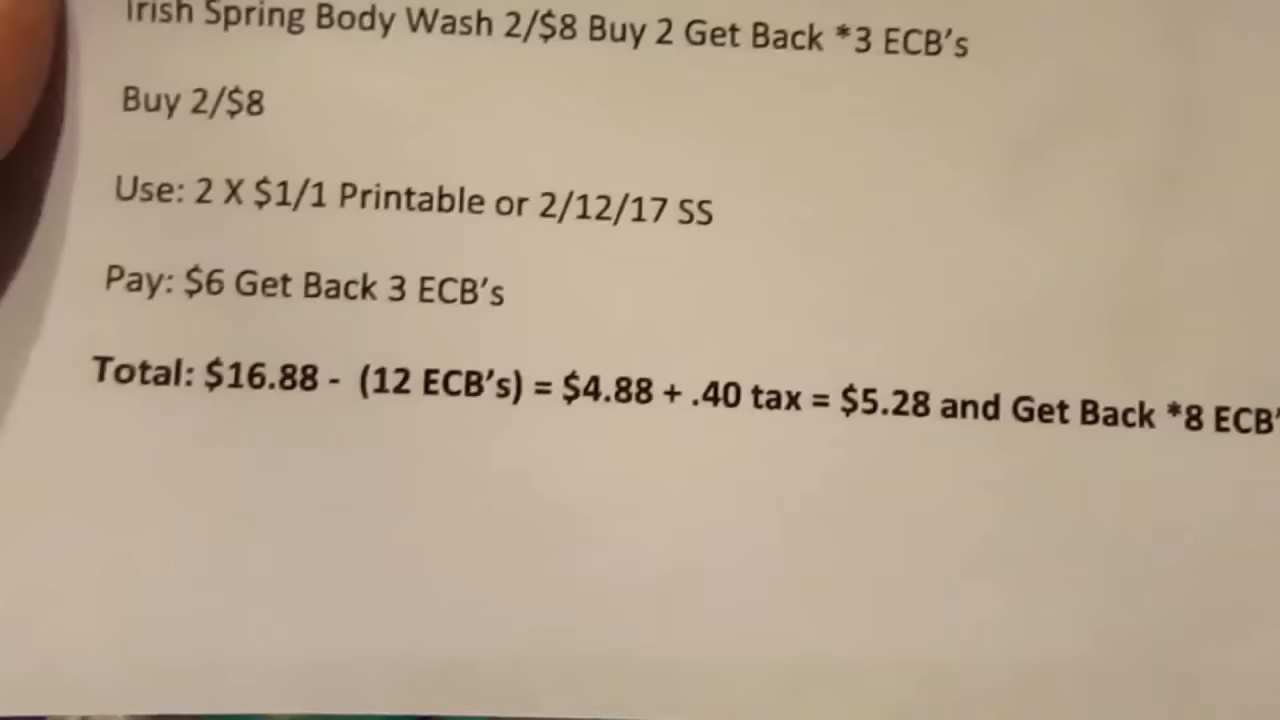 Irish Spring Body Wash 2/$8 Buy 2 Get Back *3 ECB’s
Buy 2/$8
Use: 2 X $1/1 Printable or 2/12/17 SS
Pay: $6 Get Back 3 ECB’s
Total: $16.88 - (12 ECB’s) = $4.88 + .40 tax = $5.28 and Get Back *8 ECB’